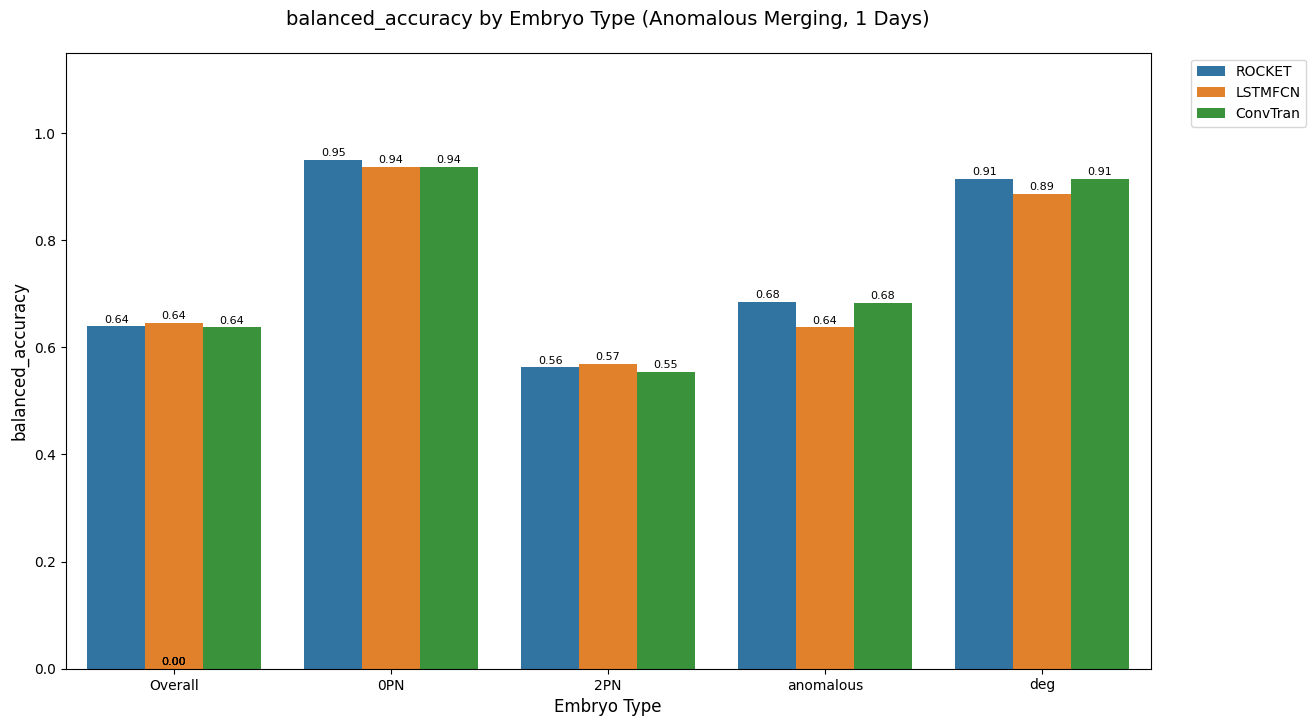 balanced_accuracy by Embryo Type (Anomalous Merging, 1 Days)
ROCKET
LSTMFCN
ConvTran
balanced_accuracy
1.0
0.8
0.6
0.4
0.2
0.0
0.64
0.64
0.64
0.00
0.95
0.94
0.94
0.56
0.57
0.55
0.68
0.64
0.68
0.91
0.89
0.91
Overall
0PN
2PN
anomalous
deg
Embryo Type